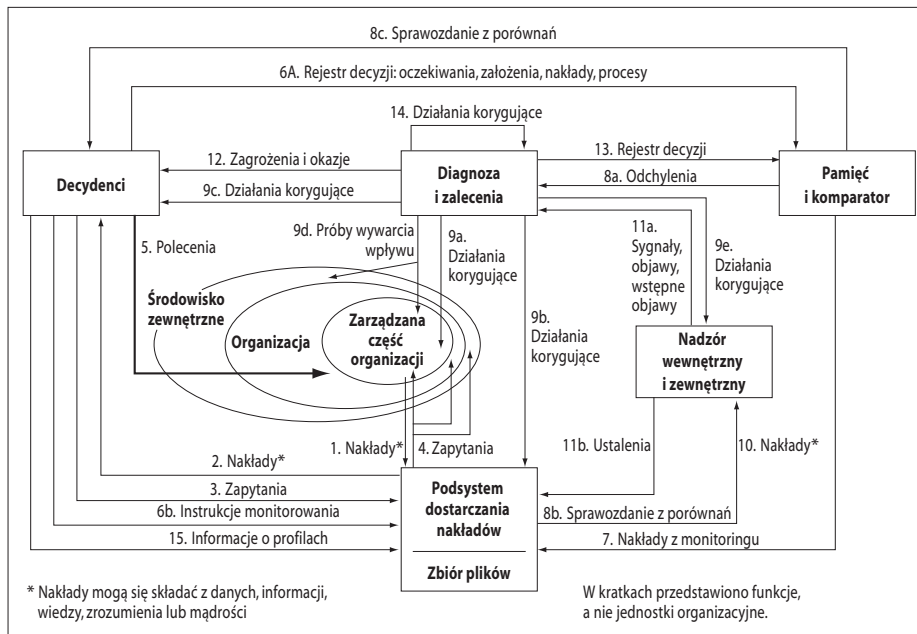 8c. Sprawozdanie z porównań
6A. Rejestr decyzji: oczekiwania, założenia, nakłady, procesy
14. Działania korygujące
12. Zagrożenia i okazje
13. Rejestr decyzji
Decydenci
Diagnoza
i zalecenia
Pamięć
i komparator
8a. Odchylenia
9c. Działania korygujące
9d. Próby wywarcia
wpływu
9a.
Działania
korygujące
11a.
Sygnały,
objawy,
wstępne
objawy
9e.
Działania
korygujące
5. Polecenia
Środowisko
zewnętrzne
Organizacja
Zarządzana
część
organizacji
9b.
Działania
korygujące
Nadzór
wewnętrzny
i zewnętrzny
1. Nakłady*
4. Zapytania
11b. Ustalenia
10. Nakłady*
2. Nakłady*
3. Zapytania
6b. Instrukcje monitorowania
15. Informacje o profilach
Podsystem
dostarczania
nakładów
Zbiór plików
8b. Sprawozdanie z porównań
7. Nakłady z monitoringu
* Nakłady mogą się składać z danych, informacji,
wiedzy, zrozumienia lub mądrości
W kratkach przedstawiono funkcje,
a nie jednostki organizacyjne.